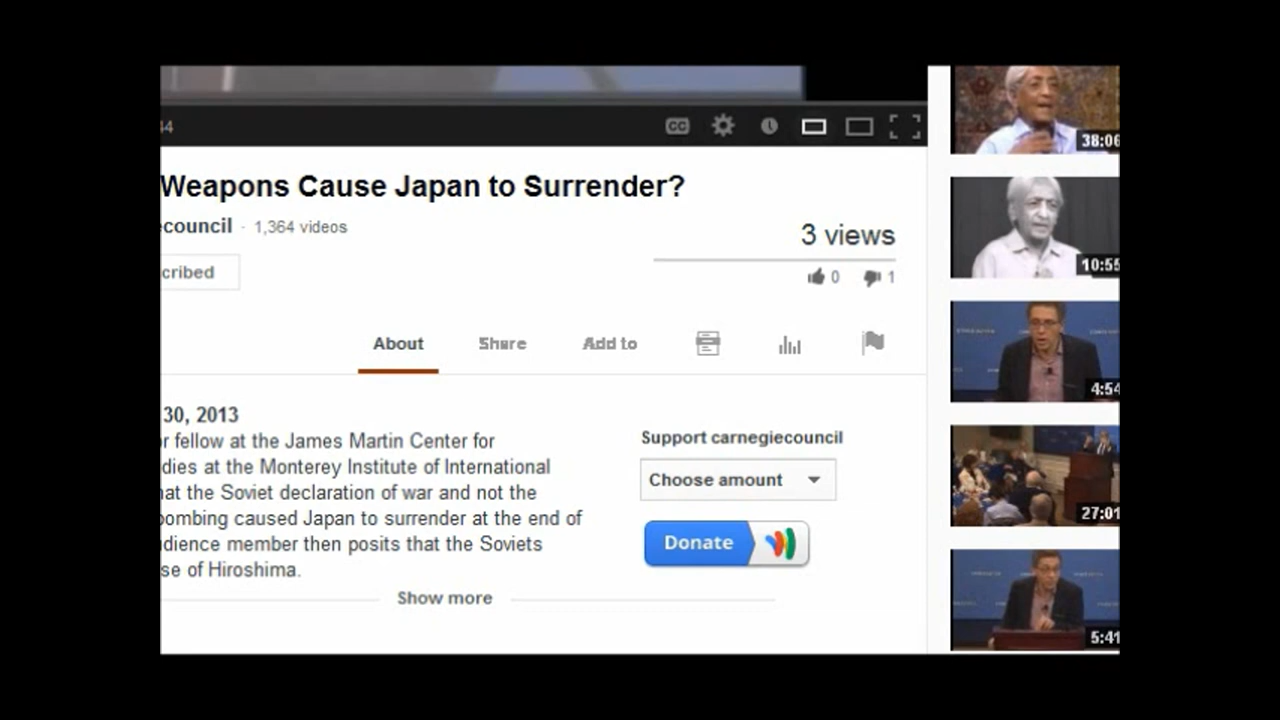 CC
Weapons Cause Japan to Surrender?
ecouncil · 1,364 videos
3 views
cribed
0 1
About Share Add to
30, 2013
r fellow at the James Martin Center for
dies at the Monterey Institute of International
at the Soviet declaration of war and not the
bombing caused Japan to surrender at the end of
dience member then posits that the Soviets
se of Hiroshima.
Show more
Support carnegiecouncil
Choose amount
Donate
38:06
10:55
4:54
27:01
5:41